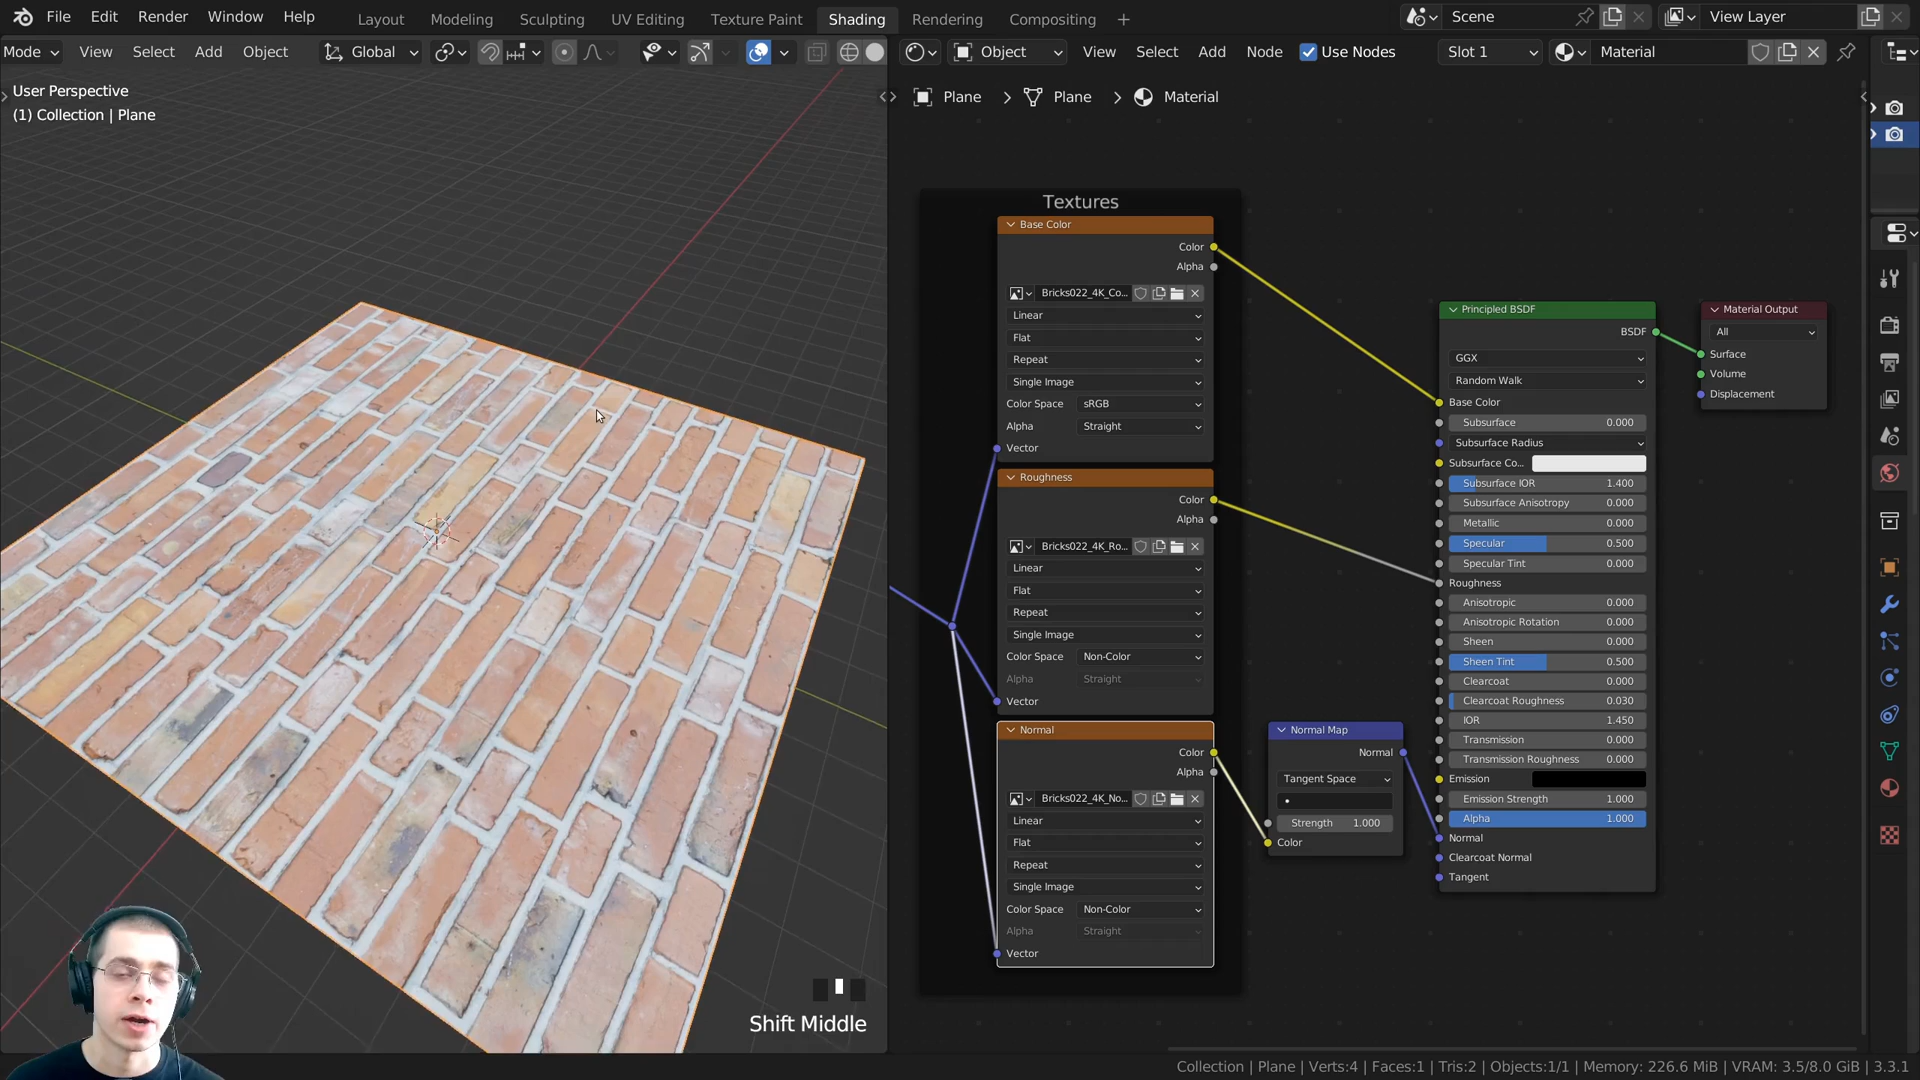 File Edit Render Window Help Layout Modeling Sculpting UV Editing Texture Paint Shading Rendering Compositing Scene View Layer
Mode View Select Add Object Global Object View Select Add Node Use Nodes Slot 1 Material
User Perspective
(1) Collection | Plane
Plane > Plane > Material
Textures
Base Color
Color
Alpha
Bricks022_4K_Co...
Linear
Flat
Repeat
Single Image
Color Space sRGB
Alpha Straight
Vector
Roughness
Color
Alpha
Bricks022_4K_Ro...
Linear
Flat
Repeat
Single Image
Color Space Non-Color
Alpha Straight
Vector
Normal
Color
Alpha
Bricks022_4K_No...
Linear
Flat
Repeat
Single Image
Color Space Non-Color
Alpha Straight
Vector
Normal Map
Normal
Tangent Space
Strength 1.000
Color
Principled BSDF
BSDF
GGX
Random Walk
Base Color
Subsurface 0.000
Subsurface Radius
Subsurface Co...
Subsurface IOR 1.400
Subsurface Anisotropy 0.000
Metallic 0.000
Specular 0.500
Specular Tint 0.000
Roughness
Anisotropic 0.000
Anisotropic Rotation 0.000
Sheen 0.000
Sheen Tint 0.500
Clearcoat 0.000
Clearcoat Roughness 0.030
IOR 1.450
Transmission 0.000
Transmission Roughness 0.000
Emission
Emission Strength 1.000
Alpha 1.000
Normal
Clearcoat Normal
Tangent
Material Output
All
Surface
Volume
Displacement
Shift Middle
Collection | Plane | Verts:4 | Faces:1 | Tris:2 | Objects:1/1 | Memory: 226.6 MiB | VRAM: 3.5/8.0 GiB | 3.3.1